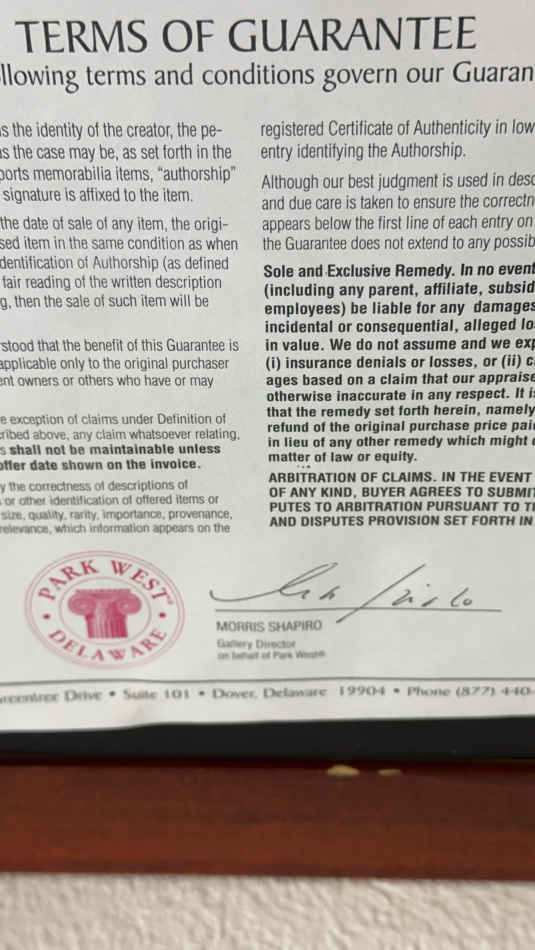 TERMS OF GUARANTEE
llowing terms and conditions govern our Guaran
s the identity of the creator, the pe-
s the case may be, as set forth in the
ports memorabilia items, "authorship"
signature is affixed to the item.
the date of sale of any item, the origi-
sed item in the same condition as when
dentification of Authorship (as defined
fair reading of the written description
g, then the sale of such item will be
stood that the benefit of this Guarantee is
applicable only to the original purchaser
ent owners or others who have or may
e exception of claims under Definition of
cribed above, any claim whatsoever relating,
s shall not be maintainable unless
offer date shown on the invoice.
y the correctness of descriptions of
or other identification of offered items or
size, quality, rarity, importance, provenance,
relevance, which information appears on the
registered Certificate of Authenticity in low
entry identifying the Authorship.
Although our best judgment is used in desc
and due care is taken to ensure the correctn
appears below the first line of each entry on
the Guarantee does not extend to any possib
Sole and Exclusive Remedy. In no event
(including any parent, affiliate, subsid
employees) be liable for any damages
incidental or consequential, alleged lo
in value. We do not assume and we exp
(i) insurance denials or losses, or (ii) c
ages based on a claim that our appraise
otherwise inaccurate in any respect. It is
that the remedy set forth herein, namely
refund of the original purchase price pai
in lieu of any other remedy which might
matter of law or equity.
ARBITRATION OF CLAIMS. IN THE EVENT
OF ANY KIND, BUYER AGREES TO SUBMIT
PUTES TO ARBITRATION PURSUANT TO T
AND DISPUTES PROVISION SET FORTH IN
PARK WEST®
DELAWARE
MORRIS SHAPIRO
Gallery Director
on behalf of Park West®
reentree Drive • Suite 101 • Dover, Delaware 19904 • Phone (877) 440-